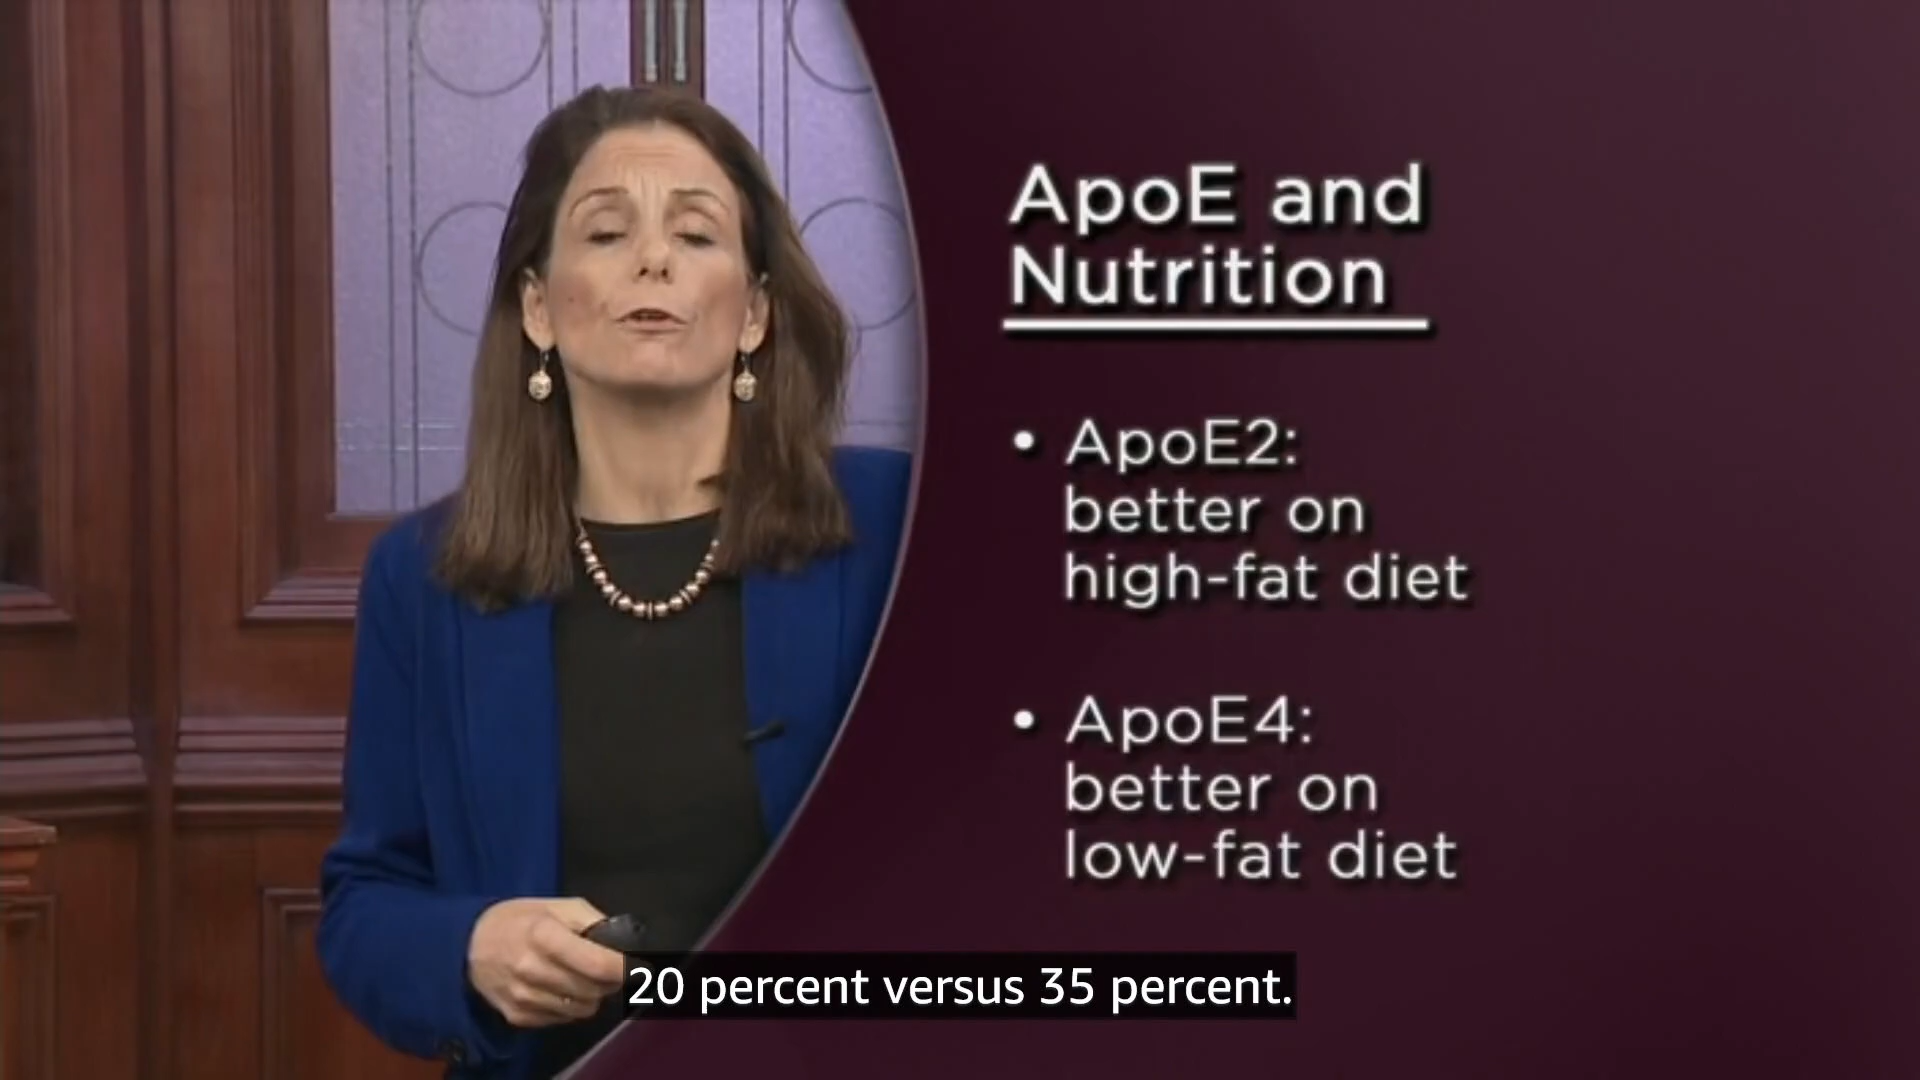 ApoE and
Nutrition
• ApoE2:
better on
high-fat diet
• ApoE4:
better on
low-fat diet
20 percent versus 35 percent.